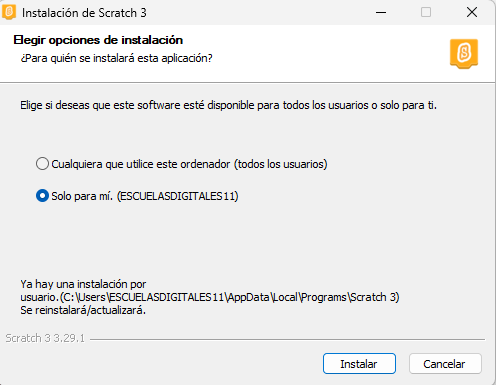 Instalación de Scratch 3
Elegir opciones de instalación
¿Para quién se instalará esta aplicación?
Elige si deseas que este software esté disponible para todos los usuarios o solo para ti.
Cualquiera que utilice este ordenador (todos los usuarios)
Solo para mí. (ESCUELASDIGITALES11)
Ya hay una instalación por
usuario.(C:\Users\ESCUELASDIGITALES11\AppData\Local\Programs\Scratch 3)
Se reinstalará/actualizará.
Scratch 3 3.29.1
Instalar
Cancelar